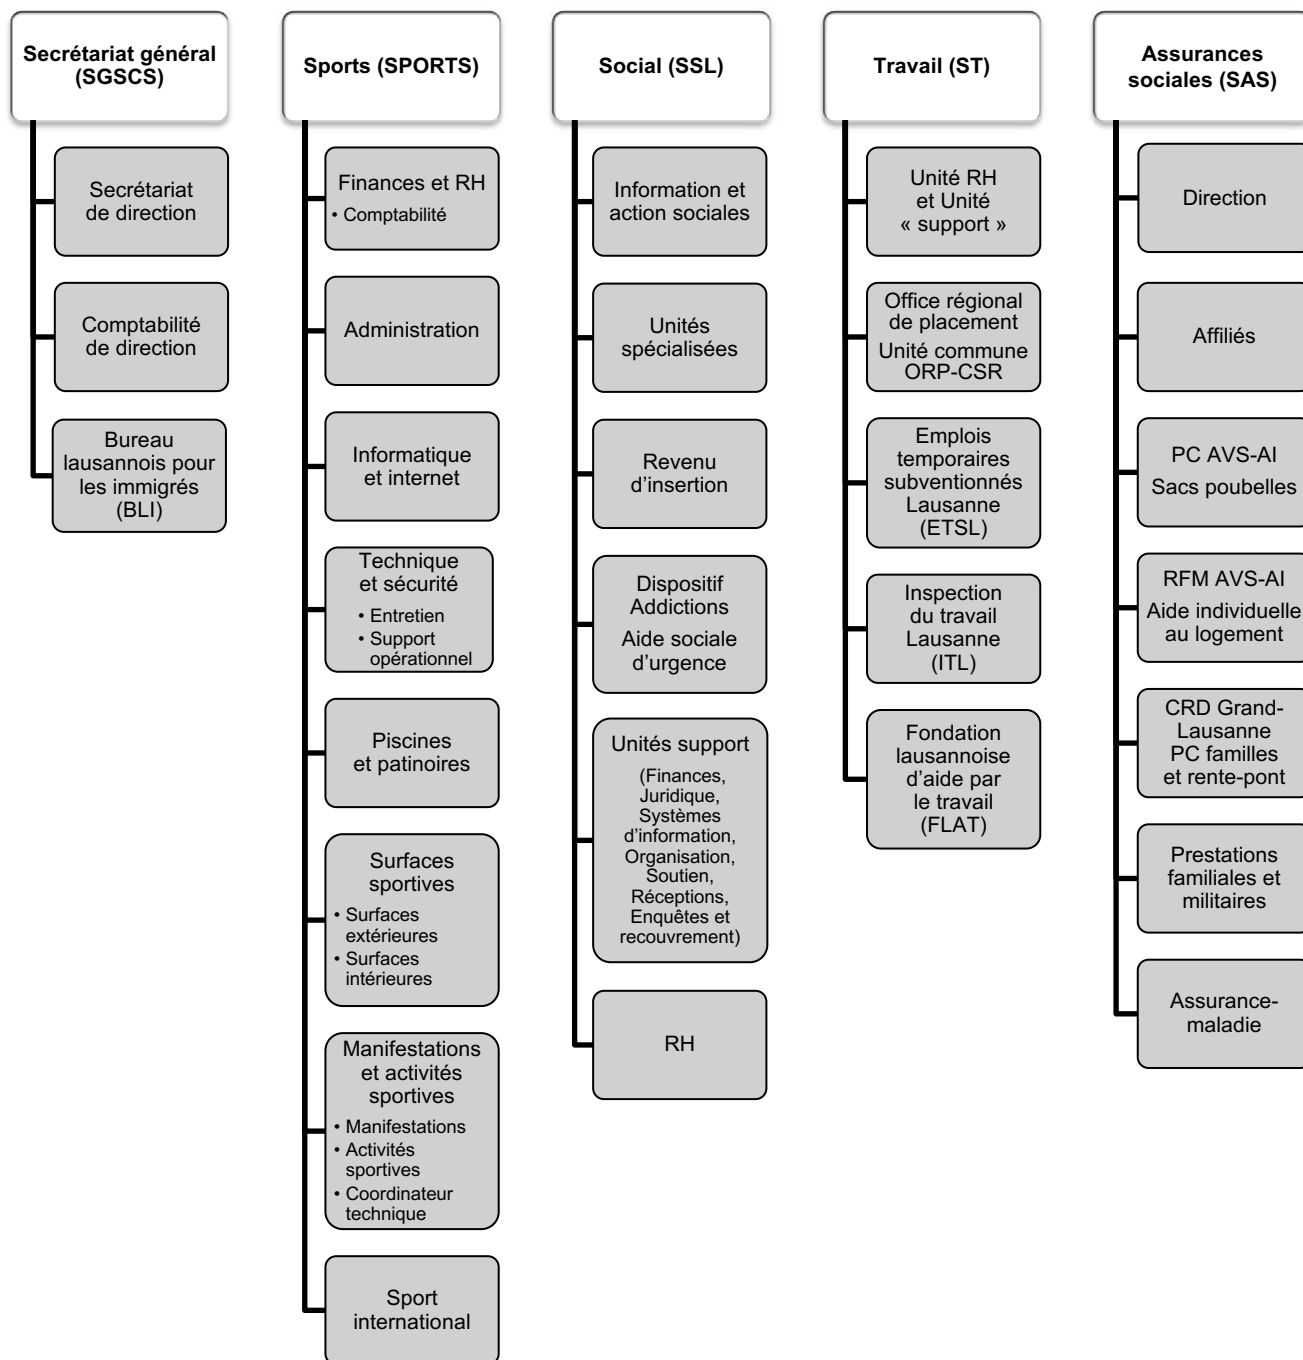 Secrétariat général
(SGSCS)
Secrétariat
de direction
Comptabilité
de direction
Bureau
lausannois pour
les immigrés
(BLI)
Sports (SPORTS)
Finances et RH
• Comptabilité
Administration
Informatique
et internet
Technique
et sécurité
• Entretien
• Support
opérationnel
Piscines
et patinoires
Surfaces
sportives
• Surfaces
extérieures
• Surfaces
intérieures
Manifestations
et activités
sportives
• Manifestations
• Activités
sportives
• Coordinateur
technique
Sport
international
Social (SSL)
Information et
action sociales
Unités
spécialisées
Revenu
d’insertion
Dispositif
Addictions
Aide sociale
d’urgence
Unités support
(Finances,
Juridique,
Systèmes
d’information,
Organisation,
Soutien,
Réceptions,
Enquêtes et
recouvrement)
RH
Travail (ST)
Unité RH
et Unité
« support »
Office régional
de placement
Unité commune
ORP-CSR
Emplois
temporaires
subventionnés
Lausanne
(ETSL)
Inspection
du travail
Lausanne
(ITL)
Fondation
lausannoise
d’aide par
le travail
(FLAT)
Assurances
sociales (SAS)
Direction
Affiliés
PC AVS-AI
Sacs poubelles
RFM AVS-AI
Aide individuelle
au logement
CRD Grand-
Lausanne
PC familles
et rente-pont
Prestations
familiales et
militaires
Assurance-
maladie